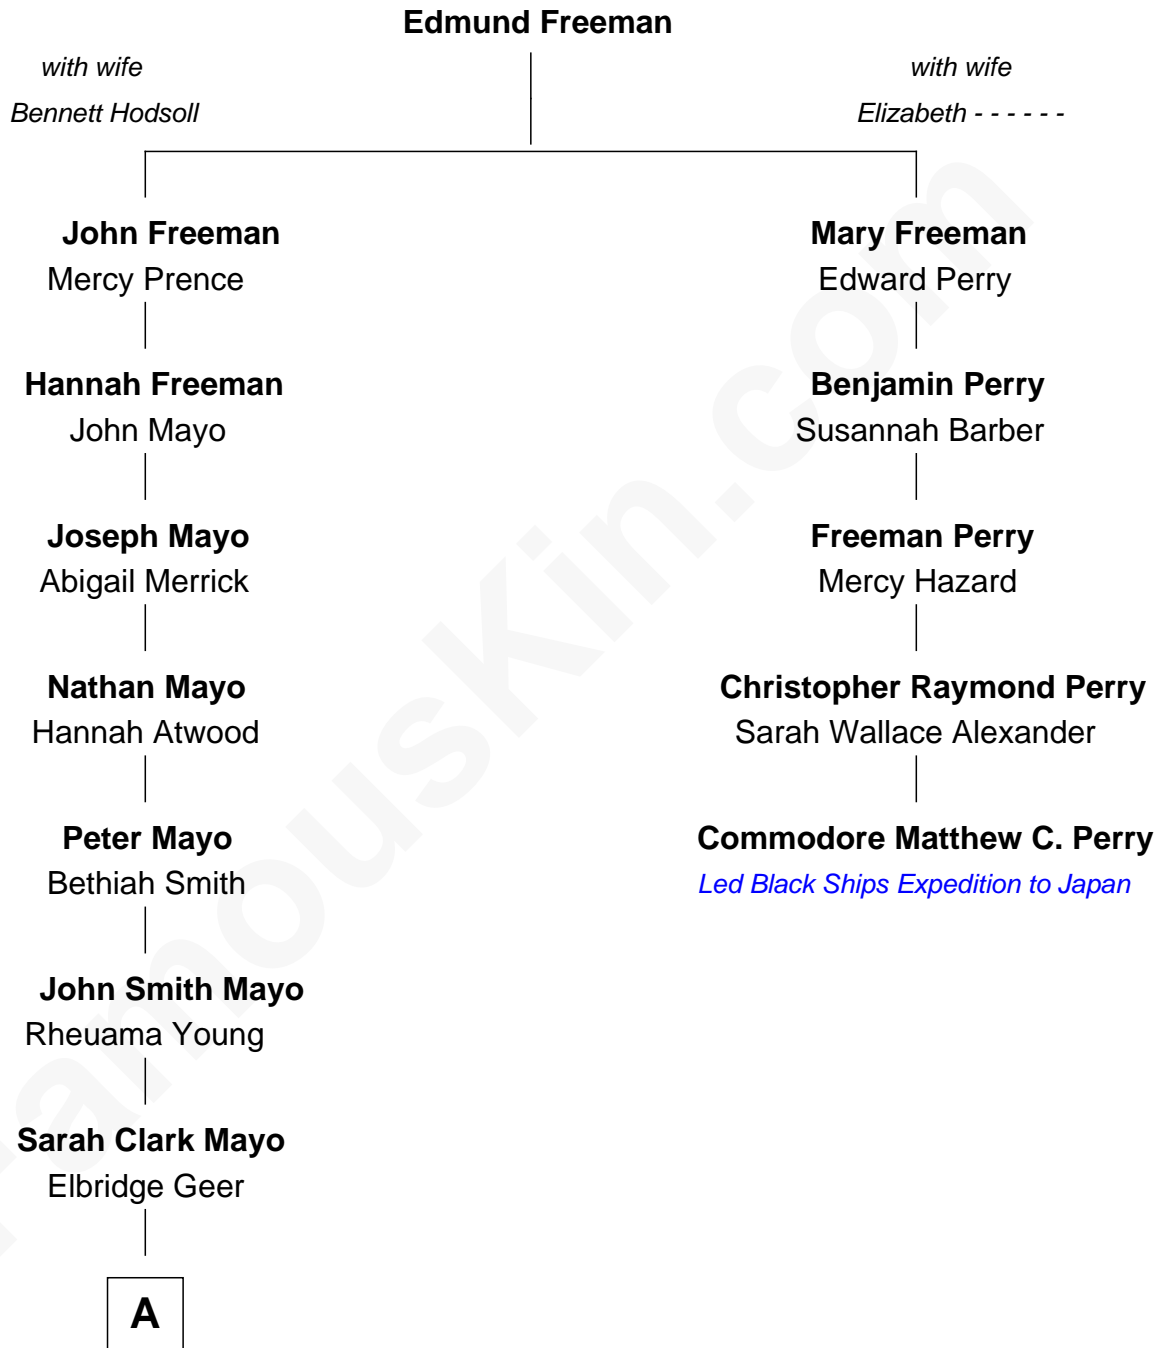 Edmund Freeman
with wife
Bennett Hodsoll
with wife
Elizabeth - - - - - -
John Freeman
Mercy Prence
Mary Freeman
Edward Perry
Hannah Freeman
John Mayo
Benjamin Perry
Susannah Barber
Joseph Mayo
Abigail Merrick
Freeman Perry
Mercy Hazard
Nathan Mayo
Hannah Atwood
Christopher Raymond Perry
Sarah Wallace Alexander
Peter Mayo
Bethiah Smith
Commodore Matthew C. Perry
Led Black Ships Expedition to Japan
John Smith Mayo
Rheuama Young
Sarah Clark Mayo
Elbridge Geer
A
FamousKin.com